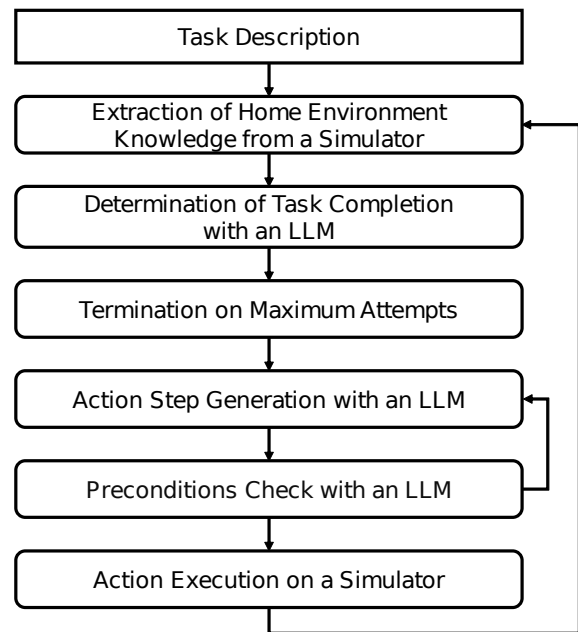 Task Description
Extraction of Home Environment
Knowledge from a Simulator
Determination of Task Completion
with an LLM
Termination on Maximum Attempts
Action Step Generation with an LLM
Preconditions Check with an LLM
Action Execution on a Simulator